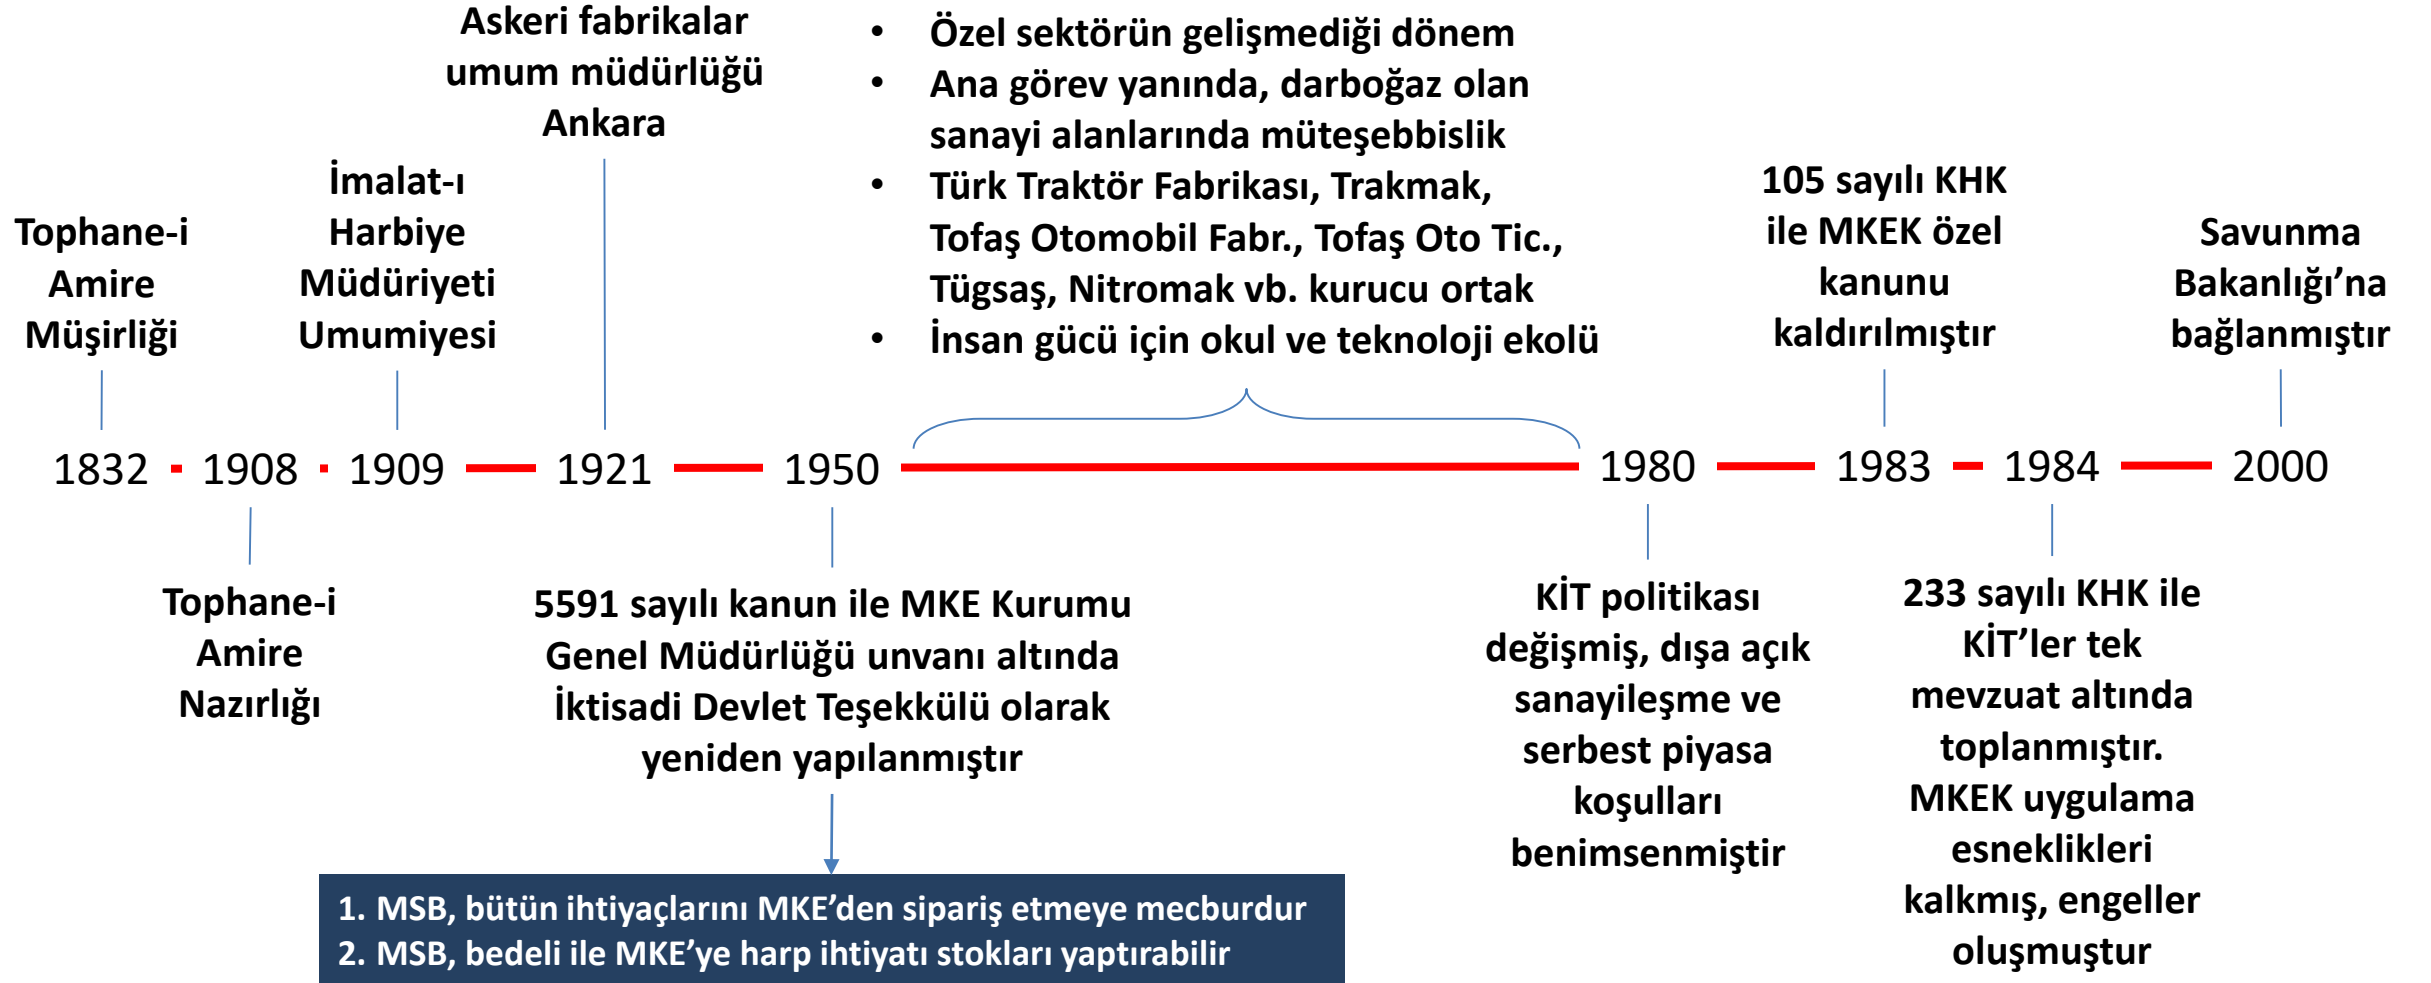 Askeri fabrikalar
umum müdürlüğü
Ankara
• Özel sektörün gelişmediği dönem
• Ana görev yanında, darboğaz olan
sanayi alanlarında müteşebbislik
• Türk Traktör Fabrikası, Trakmak,
Tofaş Otomobil Fabr., Tofaş Oto Tic.,
Tügsaş, Nitromak vb. kurucu ortak
• İnsan gücü için okul ve teknoloji ekolü
Tophane-i
Amire
Müşirliği
İmalat-ı
Harbiye
Müdüriyeti
Umumiyesi
105 sayılı KHK
ile MKEK özel
kanunu
kaldırılmıştır
Savunma
Bakanlığı’na
bağlanmıştır
1832 1908 1909 1921 1950 1980 1983 1984 2000
Tophane-i
Amire
Nazırlığı
5591 sayılı kanun ile MKE Kurumu
Genel Müdürlüğü unvanı altında
İktisadi Devlet Teşekkülü olarak
yeniden yapılanmıştır
KİT politikası
değişmiş, dışa açık
sanayileşme ve
serbest piyasa
koşulları
benimsenmiştir
233 sayılı KHK ile
KİT’ler tek
mevzuat altında
toplanmıştır.
MKEK uygulama
esneklikleri
kalkmış, engeller
oluşmuştur
1. MSB, bütün ihtiyaçlarını MKE’den sipariş etmeye mecburdur
2. MSB, bedeli ile MKE’ye harp ihtiyatı stokları yaptırabilir